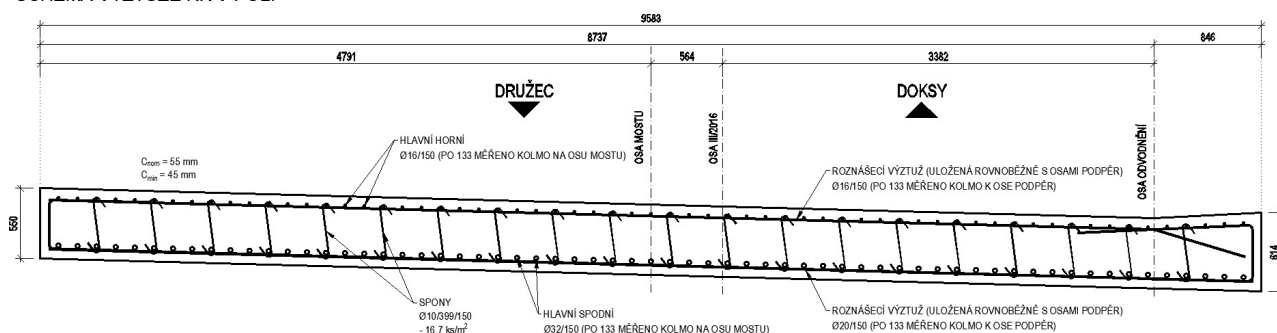 9583
8737
846
4791
564
3382
DRUŽEC
DOKSY
OSA MOSTU
OSA III/2016
OSA ODVODNĚNÍ
HLAVNÍ HORNÍ
Ø16/150 (PO 133 MĚŘENO KOLMO NA OSU MOSTU)
Cnom = 55 mm
Cmin = 45 mm
ROZNÁŠECÍ VÝZTUŽ (ULOŽENÁ ROVNOBĚŽNĚ S OSAMI PODPĚR)
Ø16/150 (PO 133 MĚŘENO KOLMO K OSE PODPĚR)
550
614
SPONY
Ø10/399/150
- 16,7 ks/m²
HLAVNÍ SPODNÍ
Ø32/150 (PO 133 MĚŘENO KOLMO NA OSU MOSTU)
ROZNÁŠECÍ VÝZTUŽ (ULOŽENÁ ROVNOBĚŽNĚ S OSAMI PODPĚR)
Ø20/150 (PO 133 MĚŘENO KOLMO K OSE PODPĚR)